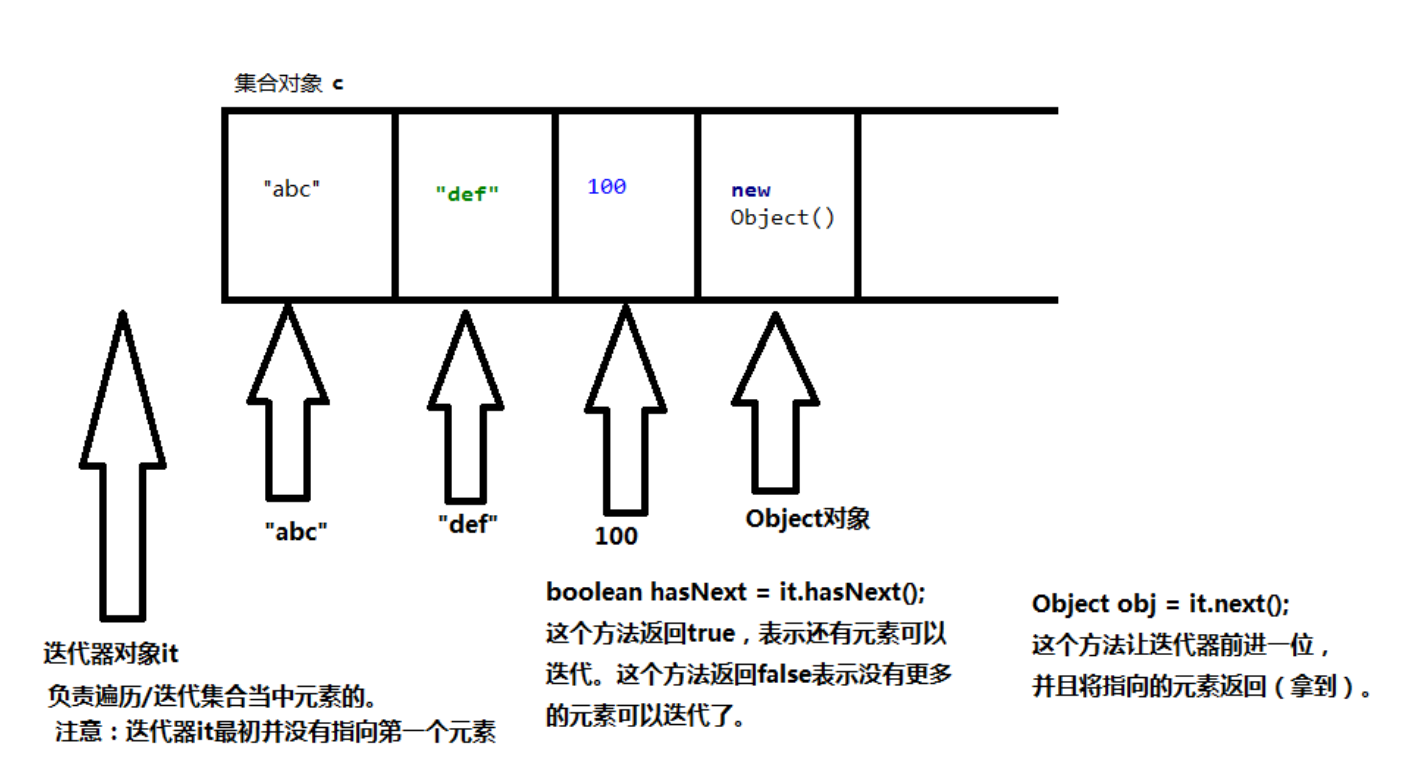 集合对象 c
"abc"
"def"
100
new
Object()
"abc"
"def"
100
Object对象
迭代器对象it
负责遍历/迭代集合当中元素的。
注意：迭代器it最初并没有指向第一个元素
boolean hasNext = it.hasNext();
这个方法返回true，表示还有元素可以
迭代。这个方法返回false表示没有更多
的元素可以迭代了。
Object obj = it.next();
这个方法让迭代器前进一位，
并且将指向的元素返回（拿到）。